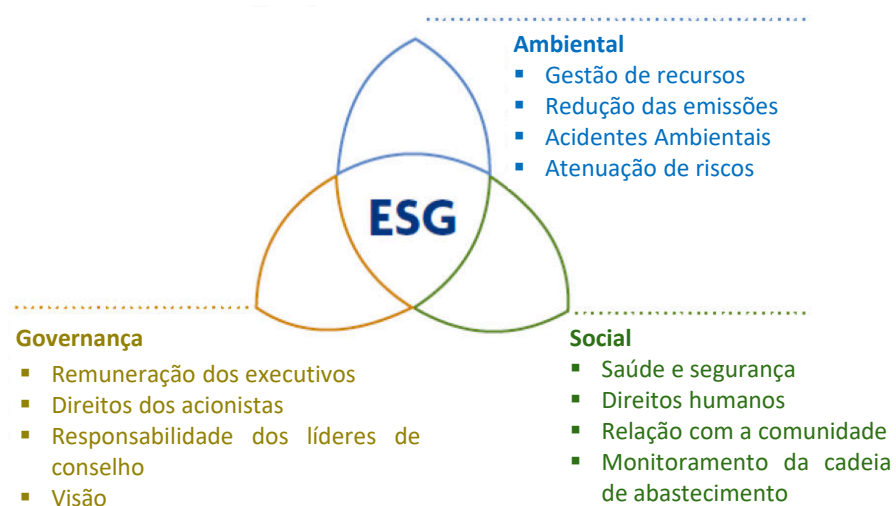 Ambiental
▪ Gestão de recursos
▪ Redução das emissões
▪ Acidentes Ambientais
▪ Atenuação de riscos
ESG
Governança
▪ Remuneração dos executivos
▪ Direitos dos acionistas
▪ Responsabilidade dos líderes de
conselho
▪ Visão
Social
▪ Saúde e segurança
▪ Direitos humanos
▪ Relação com a comunidade
▪ Monitoramento da cadeia
de abastecimento